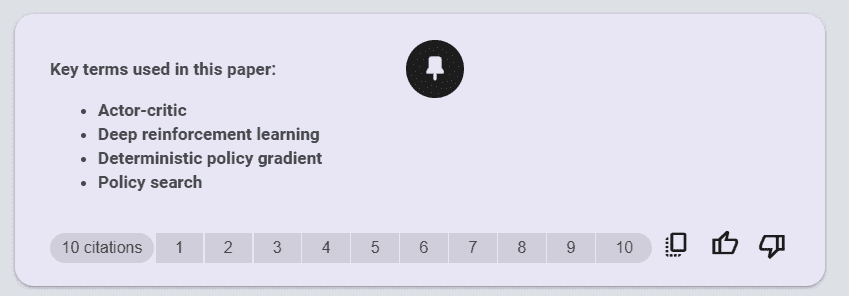 Key terms used in this paper:
• Actor-critic
• Deep reinforcement learning
• Deterministic policy gradient
• Policy search
10 citations 1 2 3 4 5 6 7 8 9 10